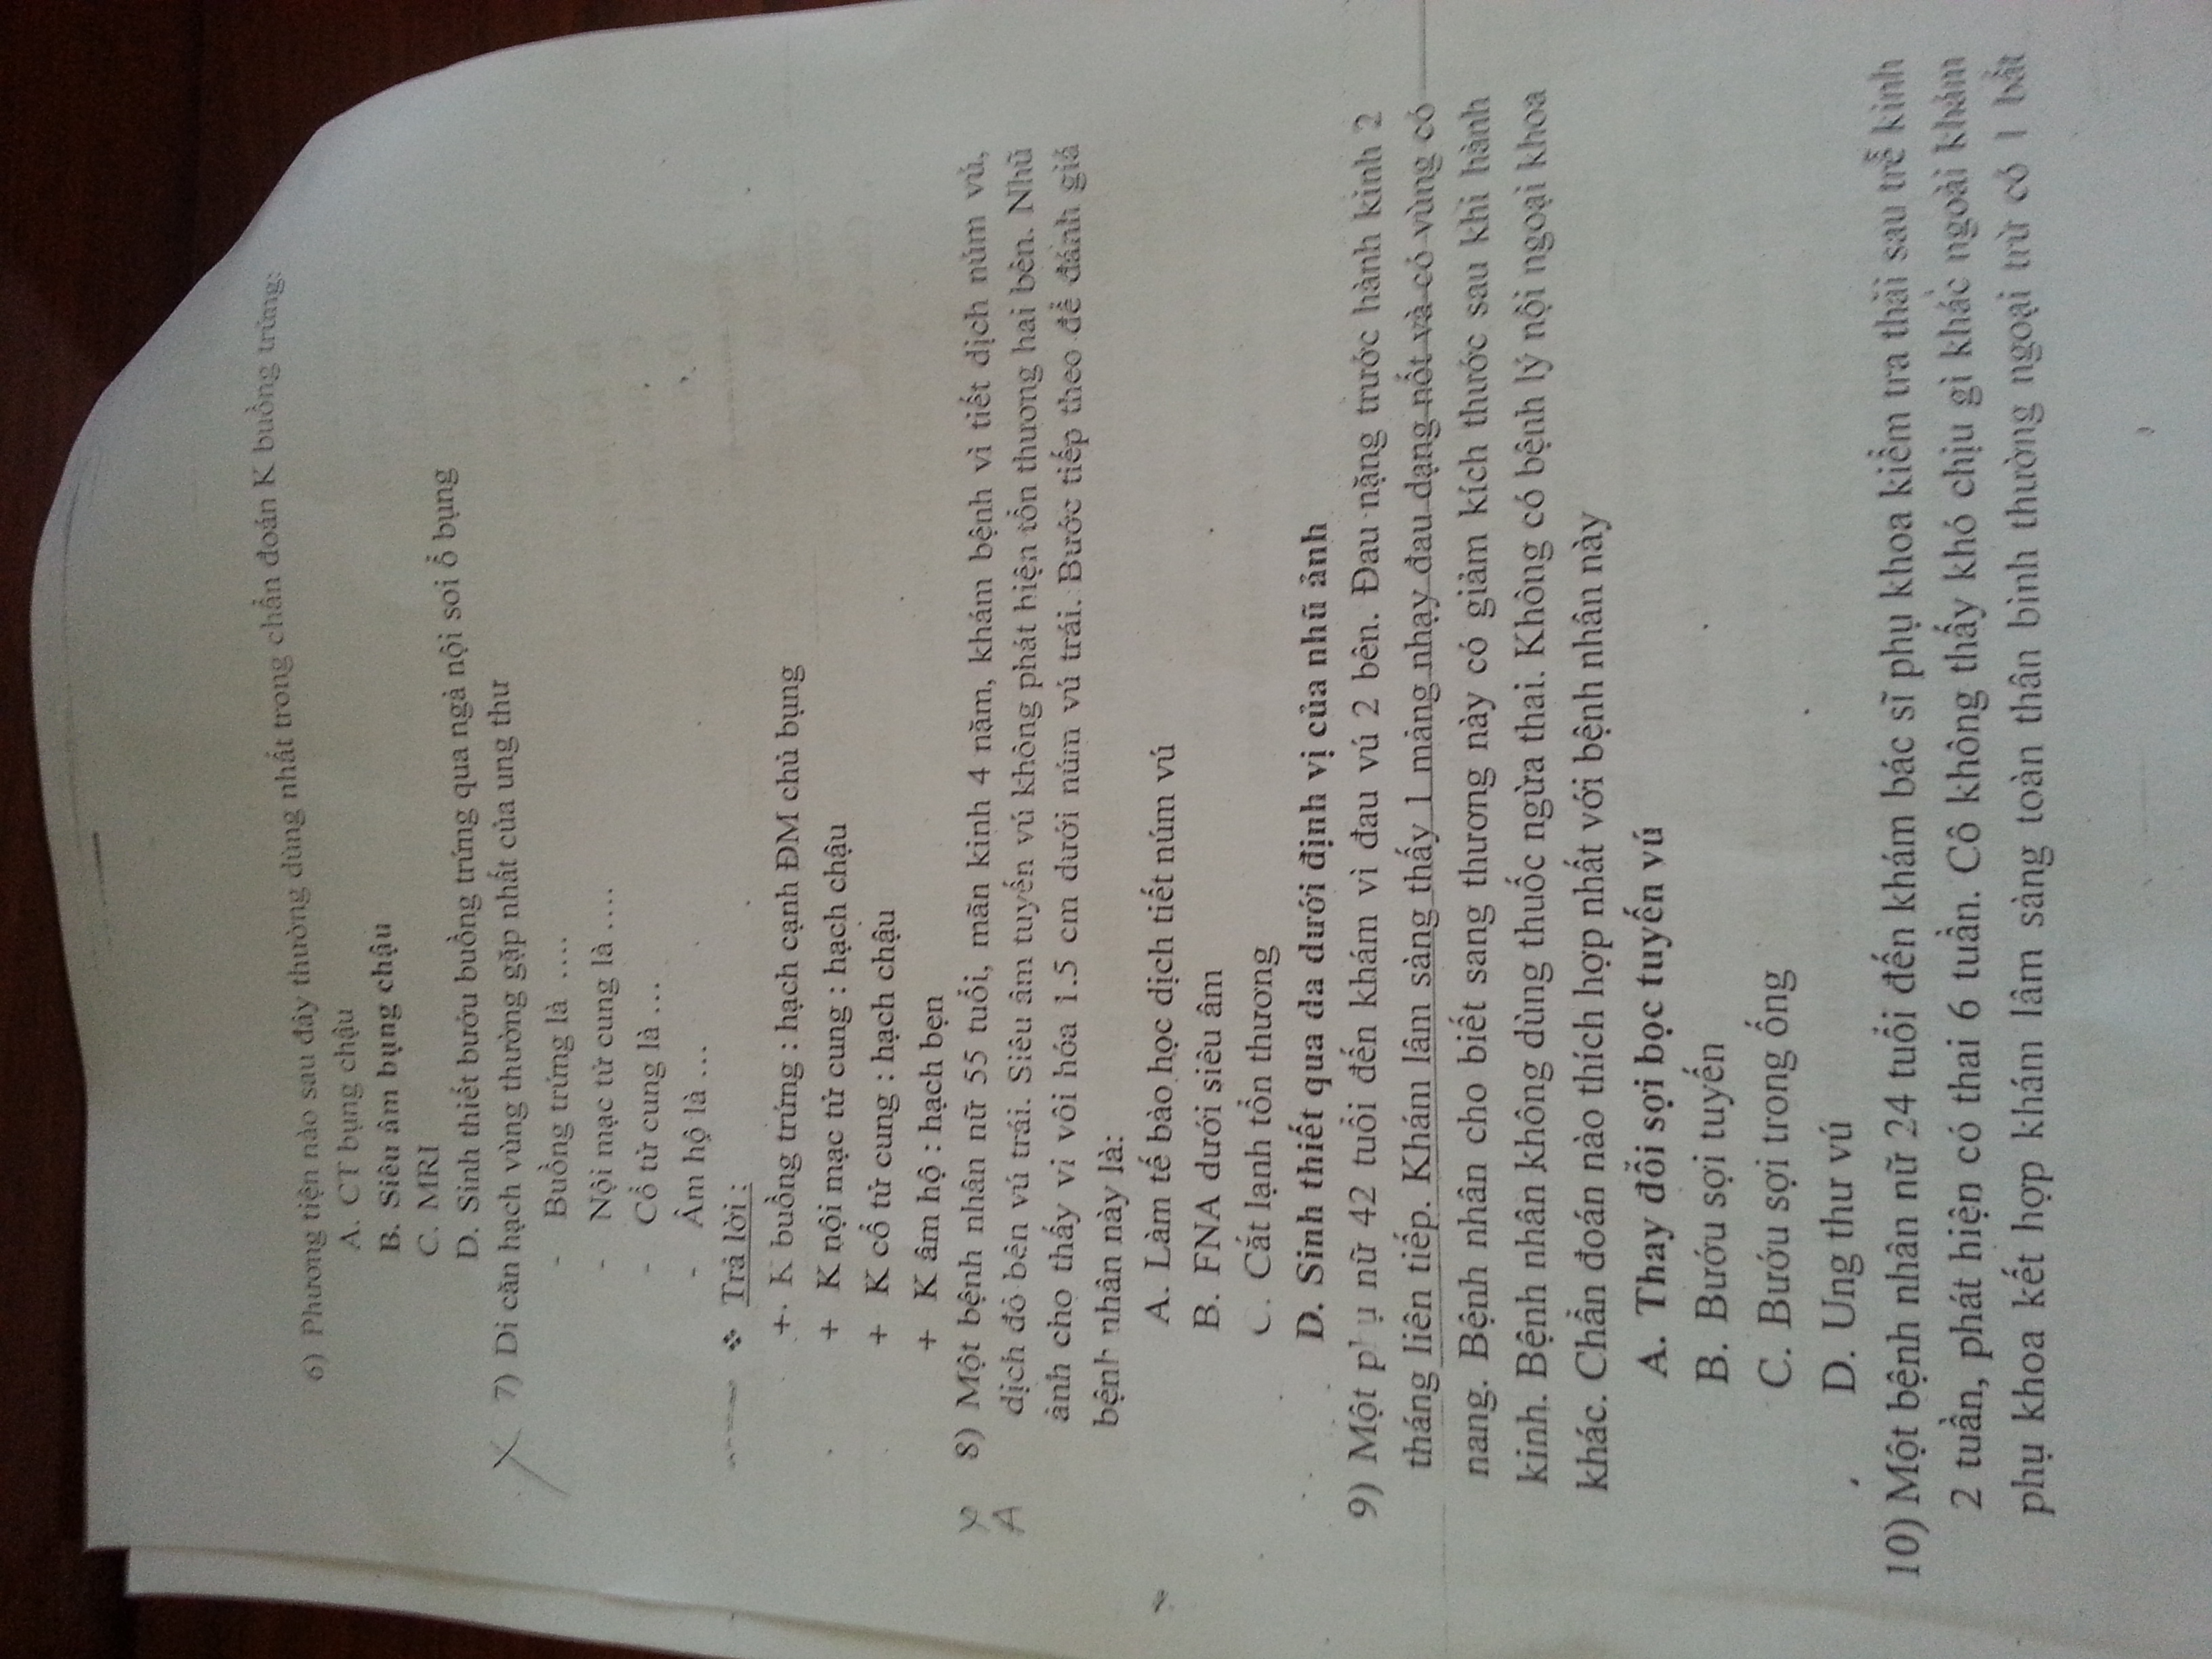 6) Phương tiện nào sau đây thường dùng nhất trong chẩn đoán K buồng trứng:
A. CT bụng chậu
B. Siêu âm bụng chậu
C. MRI
D. Sinh thiết bướu buồng trứng qua ngả nội soi ổ bụng
X 7) Di căn hạch vùng thường gặp nhất của ung thư
- Buồng trứng là ....
- Nội mạc tử cung là ....
- Cổ tử cung là ...
- Âm hộ là ...
❖ Trả lời :
+ K buồng trứng : hạch cạnh ĐM chủ bụng
+ K nội mạc tử cung : hạch chậu
+ K cổ tử cung : hạch chậu
+ K âm hộ : hạch bẹn
8) Một bệnh nhân nữ 55 tuổi, mãn kinh 4 năm, khám bệnh vì tiết dịch núm vú,
A dịch đỏ bên vú trái. Siêu âm tuyến vú không phát hiện tổn thương hai bên. Nhũ
ảnh cho thấy vi vôi hóa 1.5 cm dưới núm vú trái. Bước tiếp theo để đánh giá
bệnh nhân này là:
A. Làm tế bào học dịch tiết núm vú
B. FNA dưới siêu âm
C. Cắt lạnh tổn thương
D. Sinh thiết qua da dưới định vị của nhũ ảnh
9) Một phụ nữ 42 tuổi đến khám vì đau vú 2 bên. Đau nặng trước hành kinh 2
tháng liên tiếp. Khám lâm sàng thấy 1 mảng nhạy đau dạng nốt và có vùng có
nang. Bệnh nhân cho biết sang thương này có giảm kích thước sau khi hành
kinh. Bệnh nhân không dùng thuốc ngừa thai. Không có bệnh lý nội ngoại khoa
khác. Chẩn đoán nào thích hợp nhất với bệnh nhân này
A. Thay đổi sợi bọc tuyến vú
B. Bướu sợi tuyến
C. Bướu sợi trong ống
D. Ung thư vú
10) Một bệnh nhân nữ 24 tuổi đến khám bác sĩ phụ khoa kiểm tra thai sau trễ kinh
2 tuần, phát hiện có thai 6 tuần. Cô không thấy khó chịu gì khác ngoài khám
phụ khoa kết hợp khám lâm sàng toàn thân bình thường ngoại trừ có 1 bất